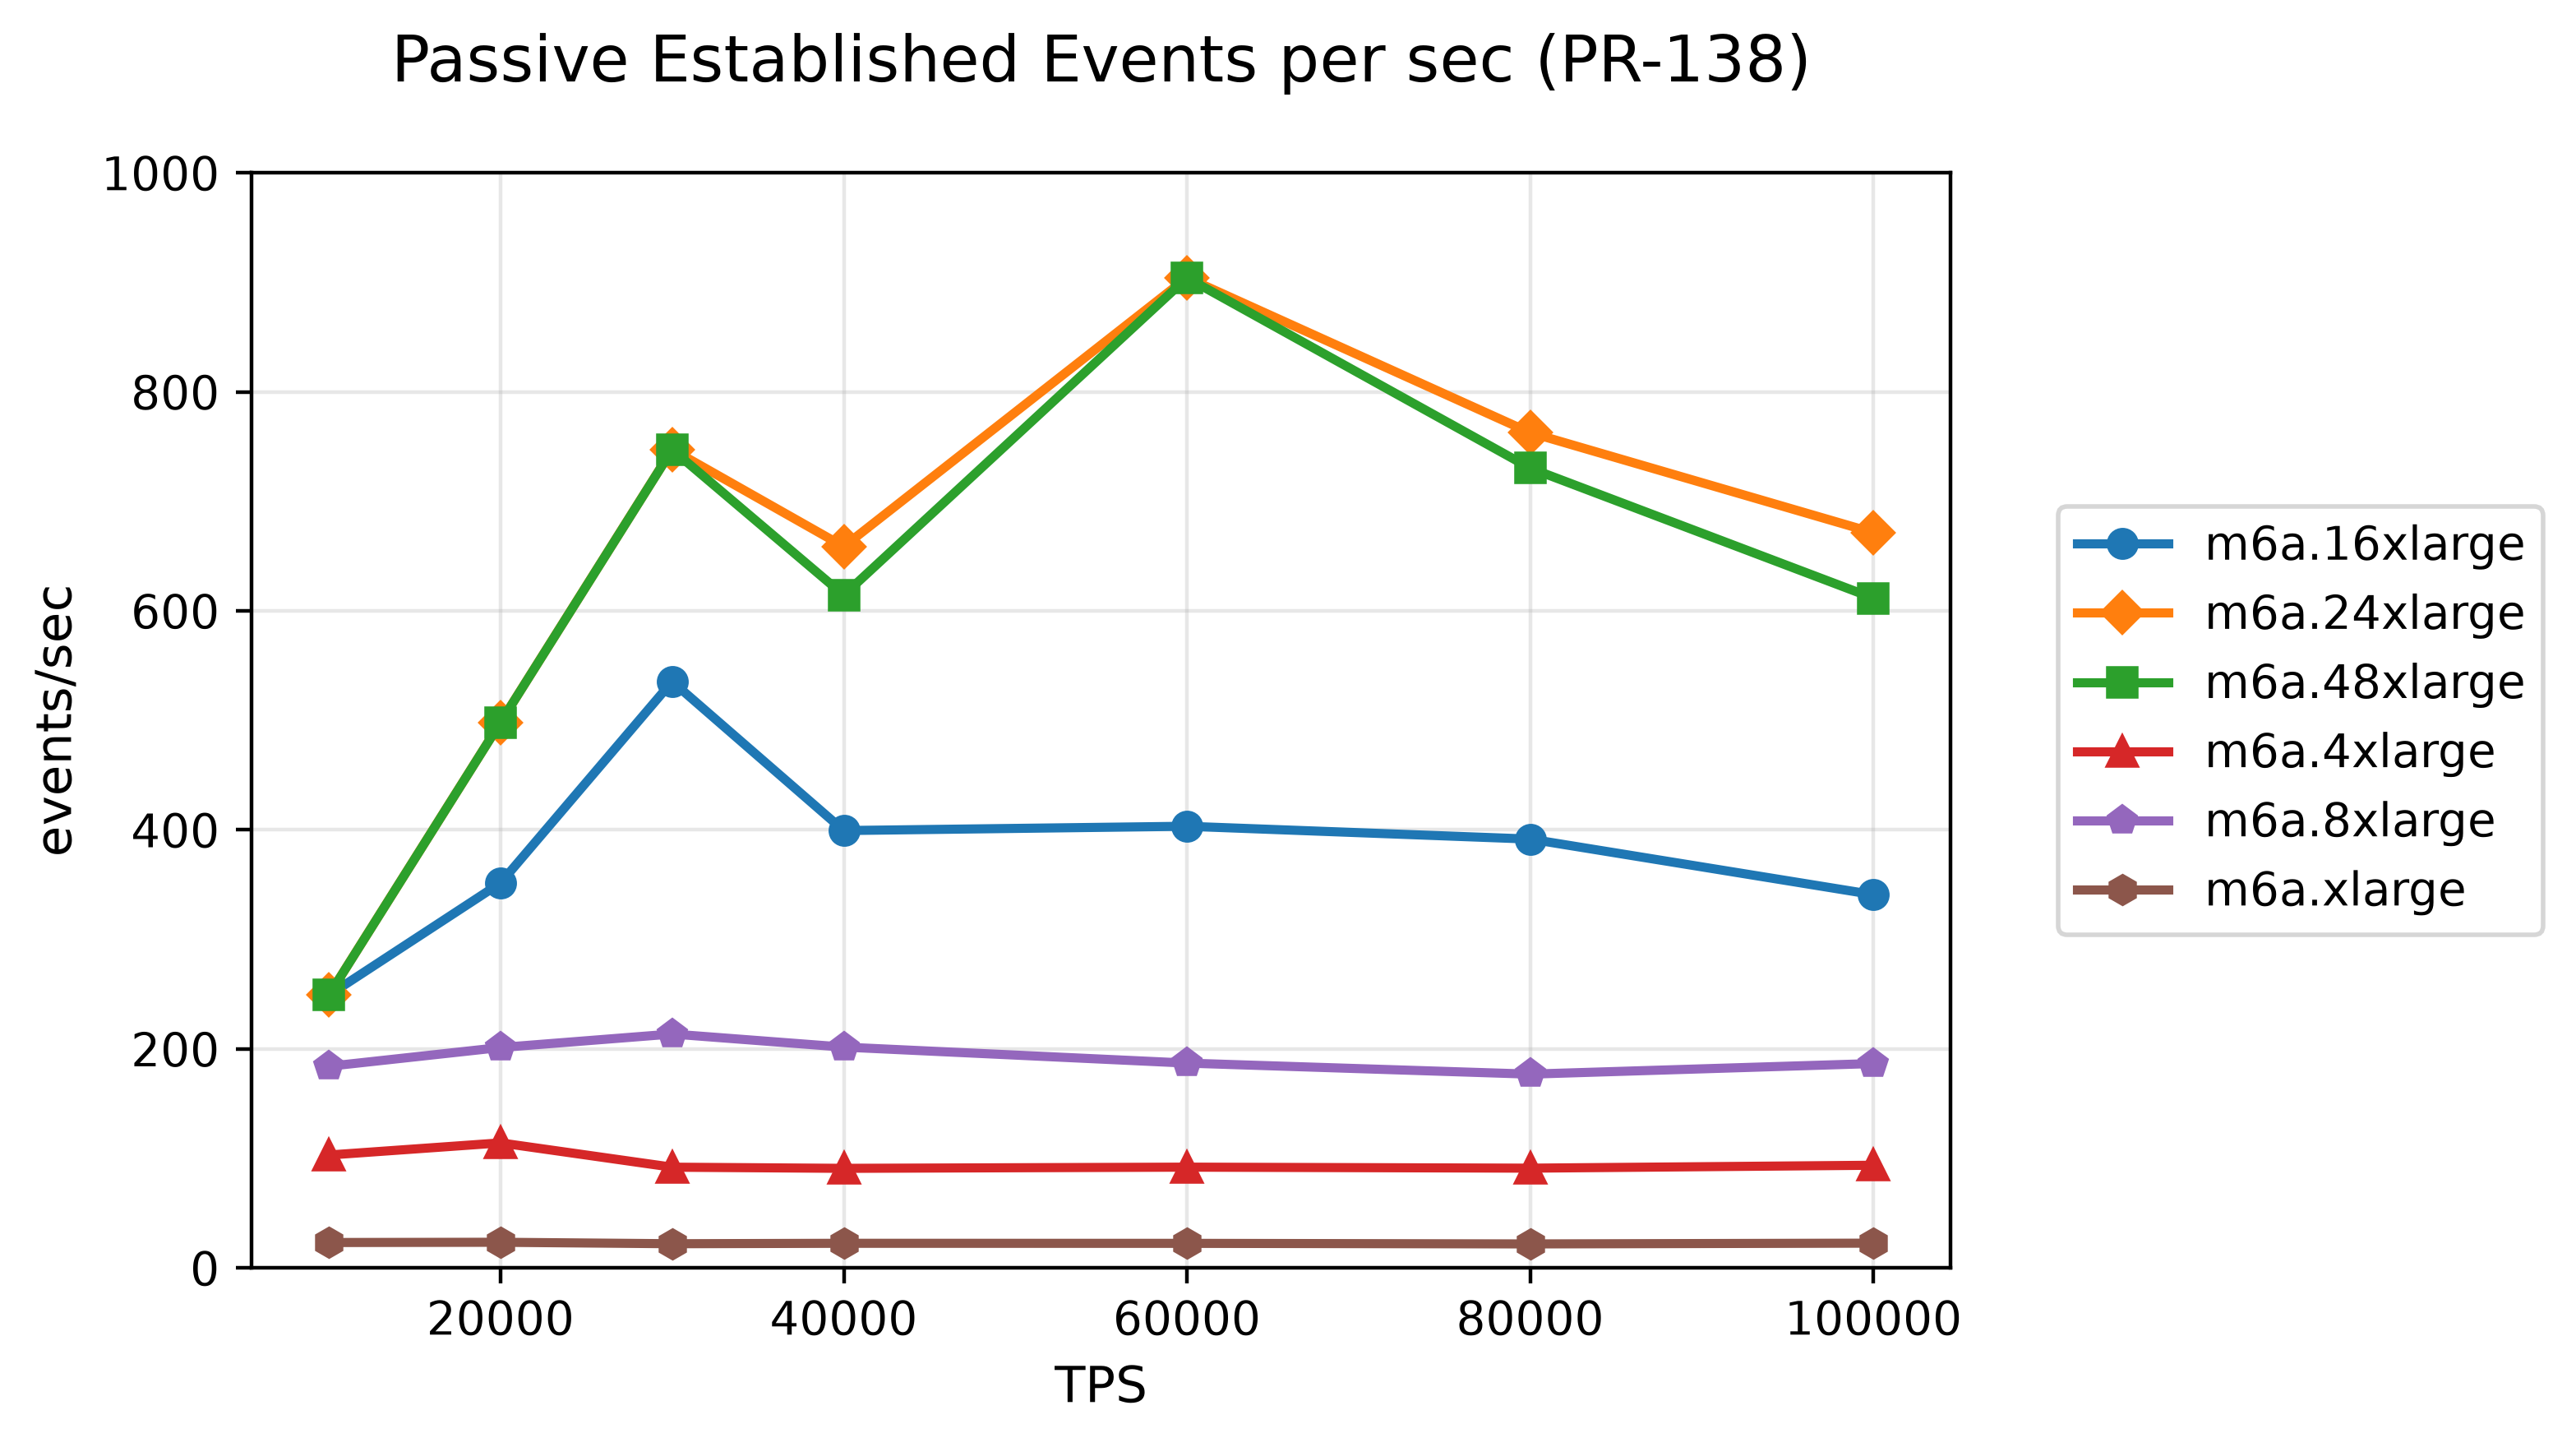 Passive Established Events per sec (PR-138)
1000
800
600
400
200
0
events/sec
20000 40000 60000 80000 100000
TPS
m6a.16xlarge
m6a.24xlarge
m6a.48xlarge
m6a.4xlarge
m6a.8xlarge
m6a.xlarge